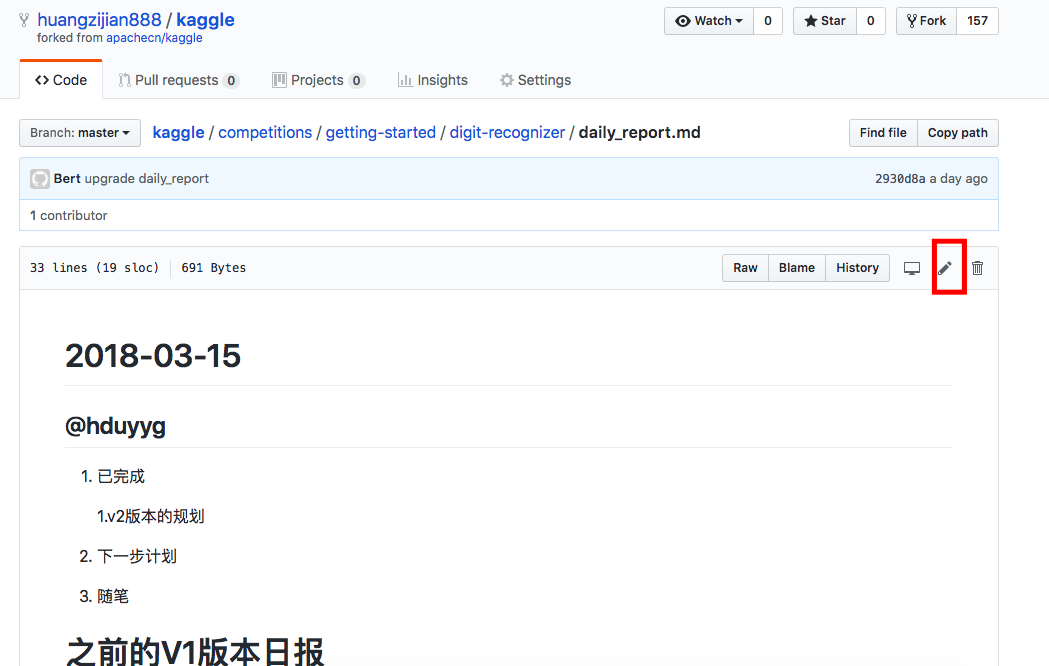 huangzijian888 / kaggle
Watch 0 Star 0 Fork 157
forked from apachecn/kaggle
Code Pull requests 0 Projects 0 Insights Settings
Branch: master kaggle / competitions / getting-started / digit-recognizer / daily_report.md Find file Copy path
Bert upgrade daily_report 2930d8a a day ago
1 contributor
33 lines (19 sloc) 691 Bytes Raw Blame History
2018-03-15
@hduyyg
1. 已完成
1.v2版本的规划
2. 下一步计划
3. 随笔
之前的V1版本日报